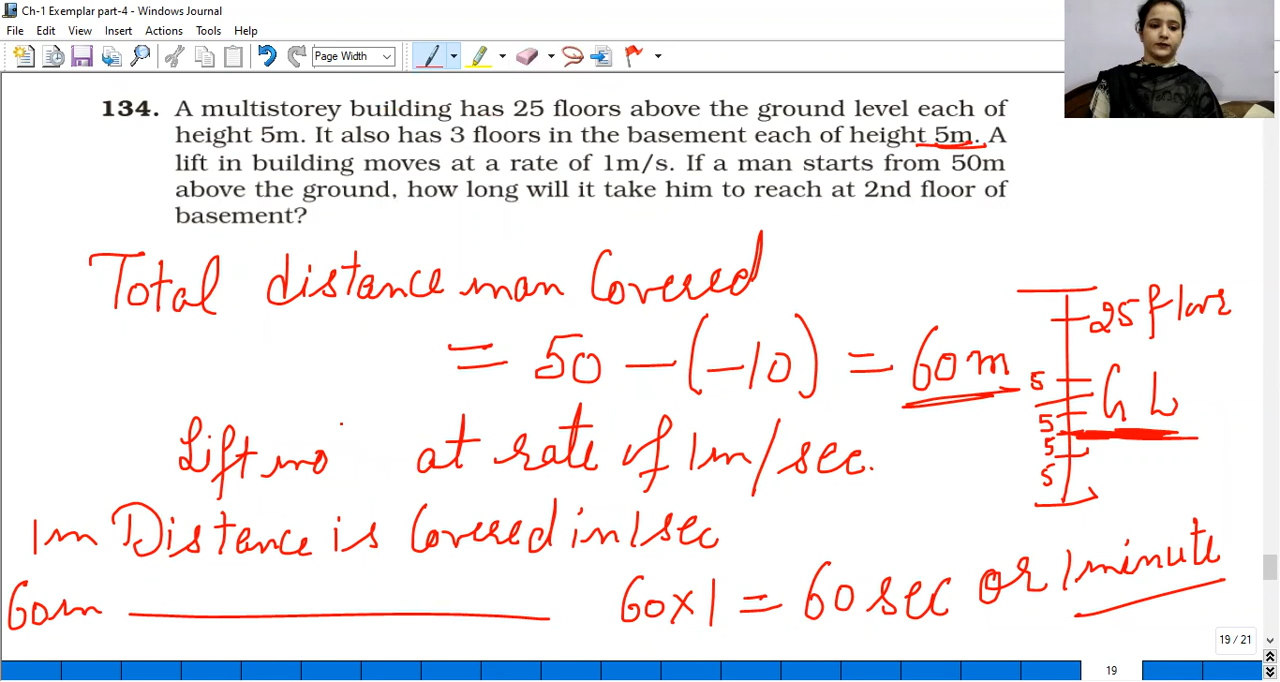 Ch-1 Exemplar part-4 - Windows Journal
File Edit View Insert Actions Tools Help
Page Width
134. A multistorey building has 25 floors above the ground level each of
height 5m. It also has 3 floors in the basement each of height 5m. A
lift in building moves at a rate of 1m/s. If a man starts from 50m
above the ground, how long will it take him to reach at 2nd floor of
basement?
Total distance man Covered
= 50 - (-10) = 60m
25 floors
5
5
G L
5
5
Lift mo at rate of 1m/sec.
1m Distance is Covered in 1sec
60m 60 x 1 = 60 sec or 1 minute
19 / 21
19